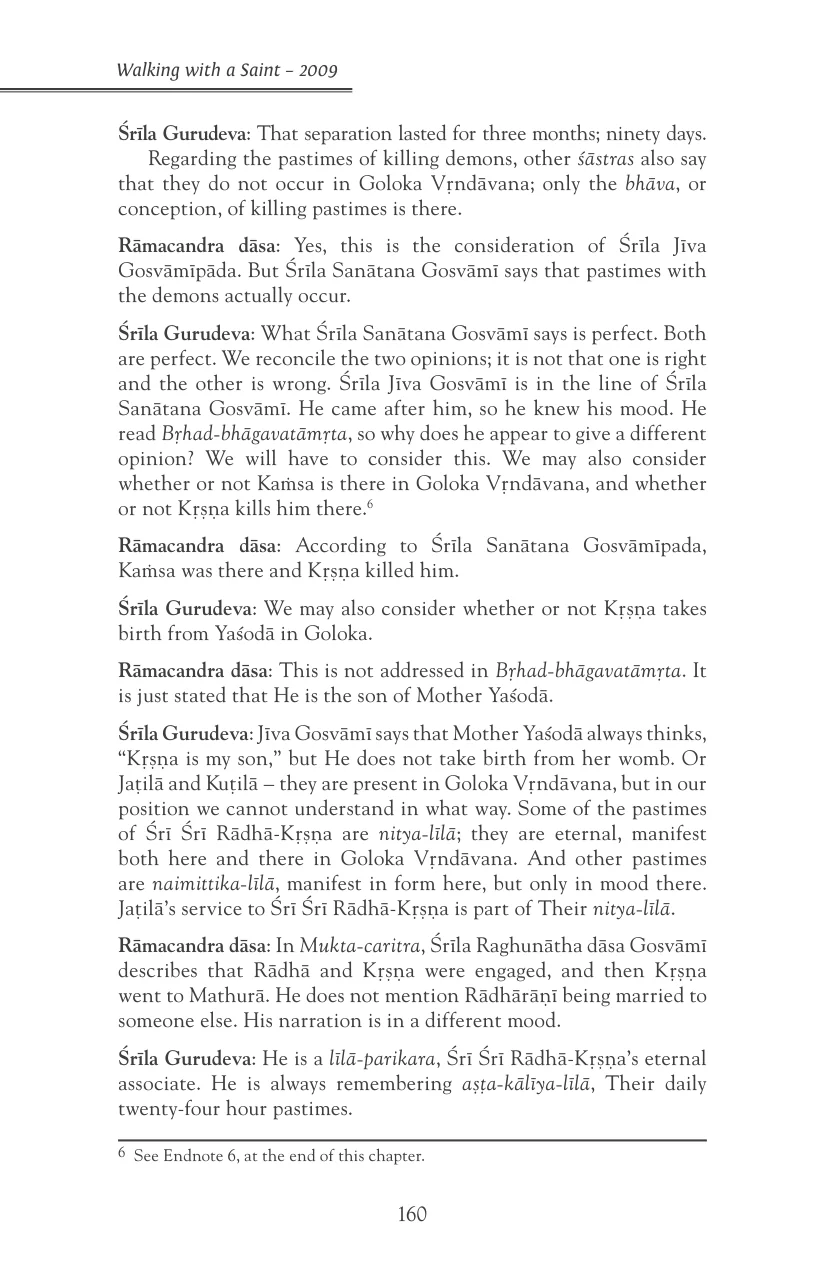 Walking with a Saint – 2009
Śrīla Gurudeva: That separation lasted for three months; ninety days.
Regarding the pastimes of killing demons, other śāstras also say
that they do not occur in Goloka Vṛndāvana; only the bhāva, or
conception, of killing pastimes is there.
Rāmacandra dāsa: Yes, this is the consideration of Śrīla Jīva
Gosvāmīpāda. But Śrīla Sanātana Gosvāmī says that pastimes with
the demons actually occur.
Śrīla Gurudeva: What Śrīla Sanātana Gosvāmī says is perfect. Both
are perfect. We reconcile the two opinions; it is not that one is right
and the other is wrong. Śrīla Jīva Gosvāmī is in the line of Śrīla
Sanātana Gosvāmī. He came after him, so he knew his mood. He
read Bṛhad-bhāgavatāmṛta, so why does he appear to give a different
opinion? We will have to consider this. We may also consider
whether or not Kaṁsa is there in Goloka Vṛndāvana, and whether
or not Kṛṣṇa kills him there.6
Rāmacandra dāsa: According to Śrīla Sanātana Gosvāmīpada,
Kaṁsa was there and Kṛṣṇa killed him.
Śrīla Gurudeva: We may also consider whether or not Kṛṣṇa takes
birth from Yaśodā in Goloka.
Rāmacandra dāsa: This is not addressed in Bṛhad-bhāgavatāmṛta. It
is just stated that He is the son of Mother Yaśodā.
Śrīla Gurudeva: Jīva Gosvāmī says that Mother Yaśodā always thinks,
“Kṛṣṇa is my son,” but He does not take birth from her womb. Or
Jaṭilā and Kuṭilā – they are present in Goloka Vṛndāvana, but in our
position we cannot understand in what way. Some of the pastimes
of Śrī Śrī Rādhā-Kṛṣṇa are nitya-līlā; they are eternal, manifest
both here and there in Goloka Vṛndāvana. And other pastimes
are naimittika-līlā, manifest in form here, but only in mood there.
Jaṭilā’s service to Śrī Śrī Rādhā-Kṛṣṇa is part of Their nitya-līlā.
Rāmacandra dāsa: In Mukta-caritra, Śrīla Raghunātha dāsa Gosvāmī
describes that Rādhā and Kṛṣṇa were engaged, and then Kṛṣṇa
went to Mathurā. He does not mention Rādhārāṇī being married to
someone else. His narration is in a different mood.
Śrīla Gurudeva: He is a līlā-parikara, Śrī Śrī Rādhā-Kṛṣṇa’s eternal
associate. He is always remembering aṣṭa-kālīya-līlā, Their daily
twenty-four hour pastimes.
6 See Endnote 6, at the end of this chapter.
160